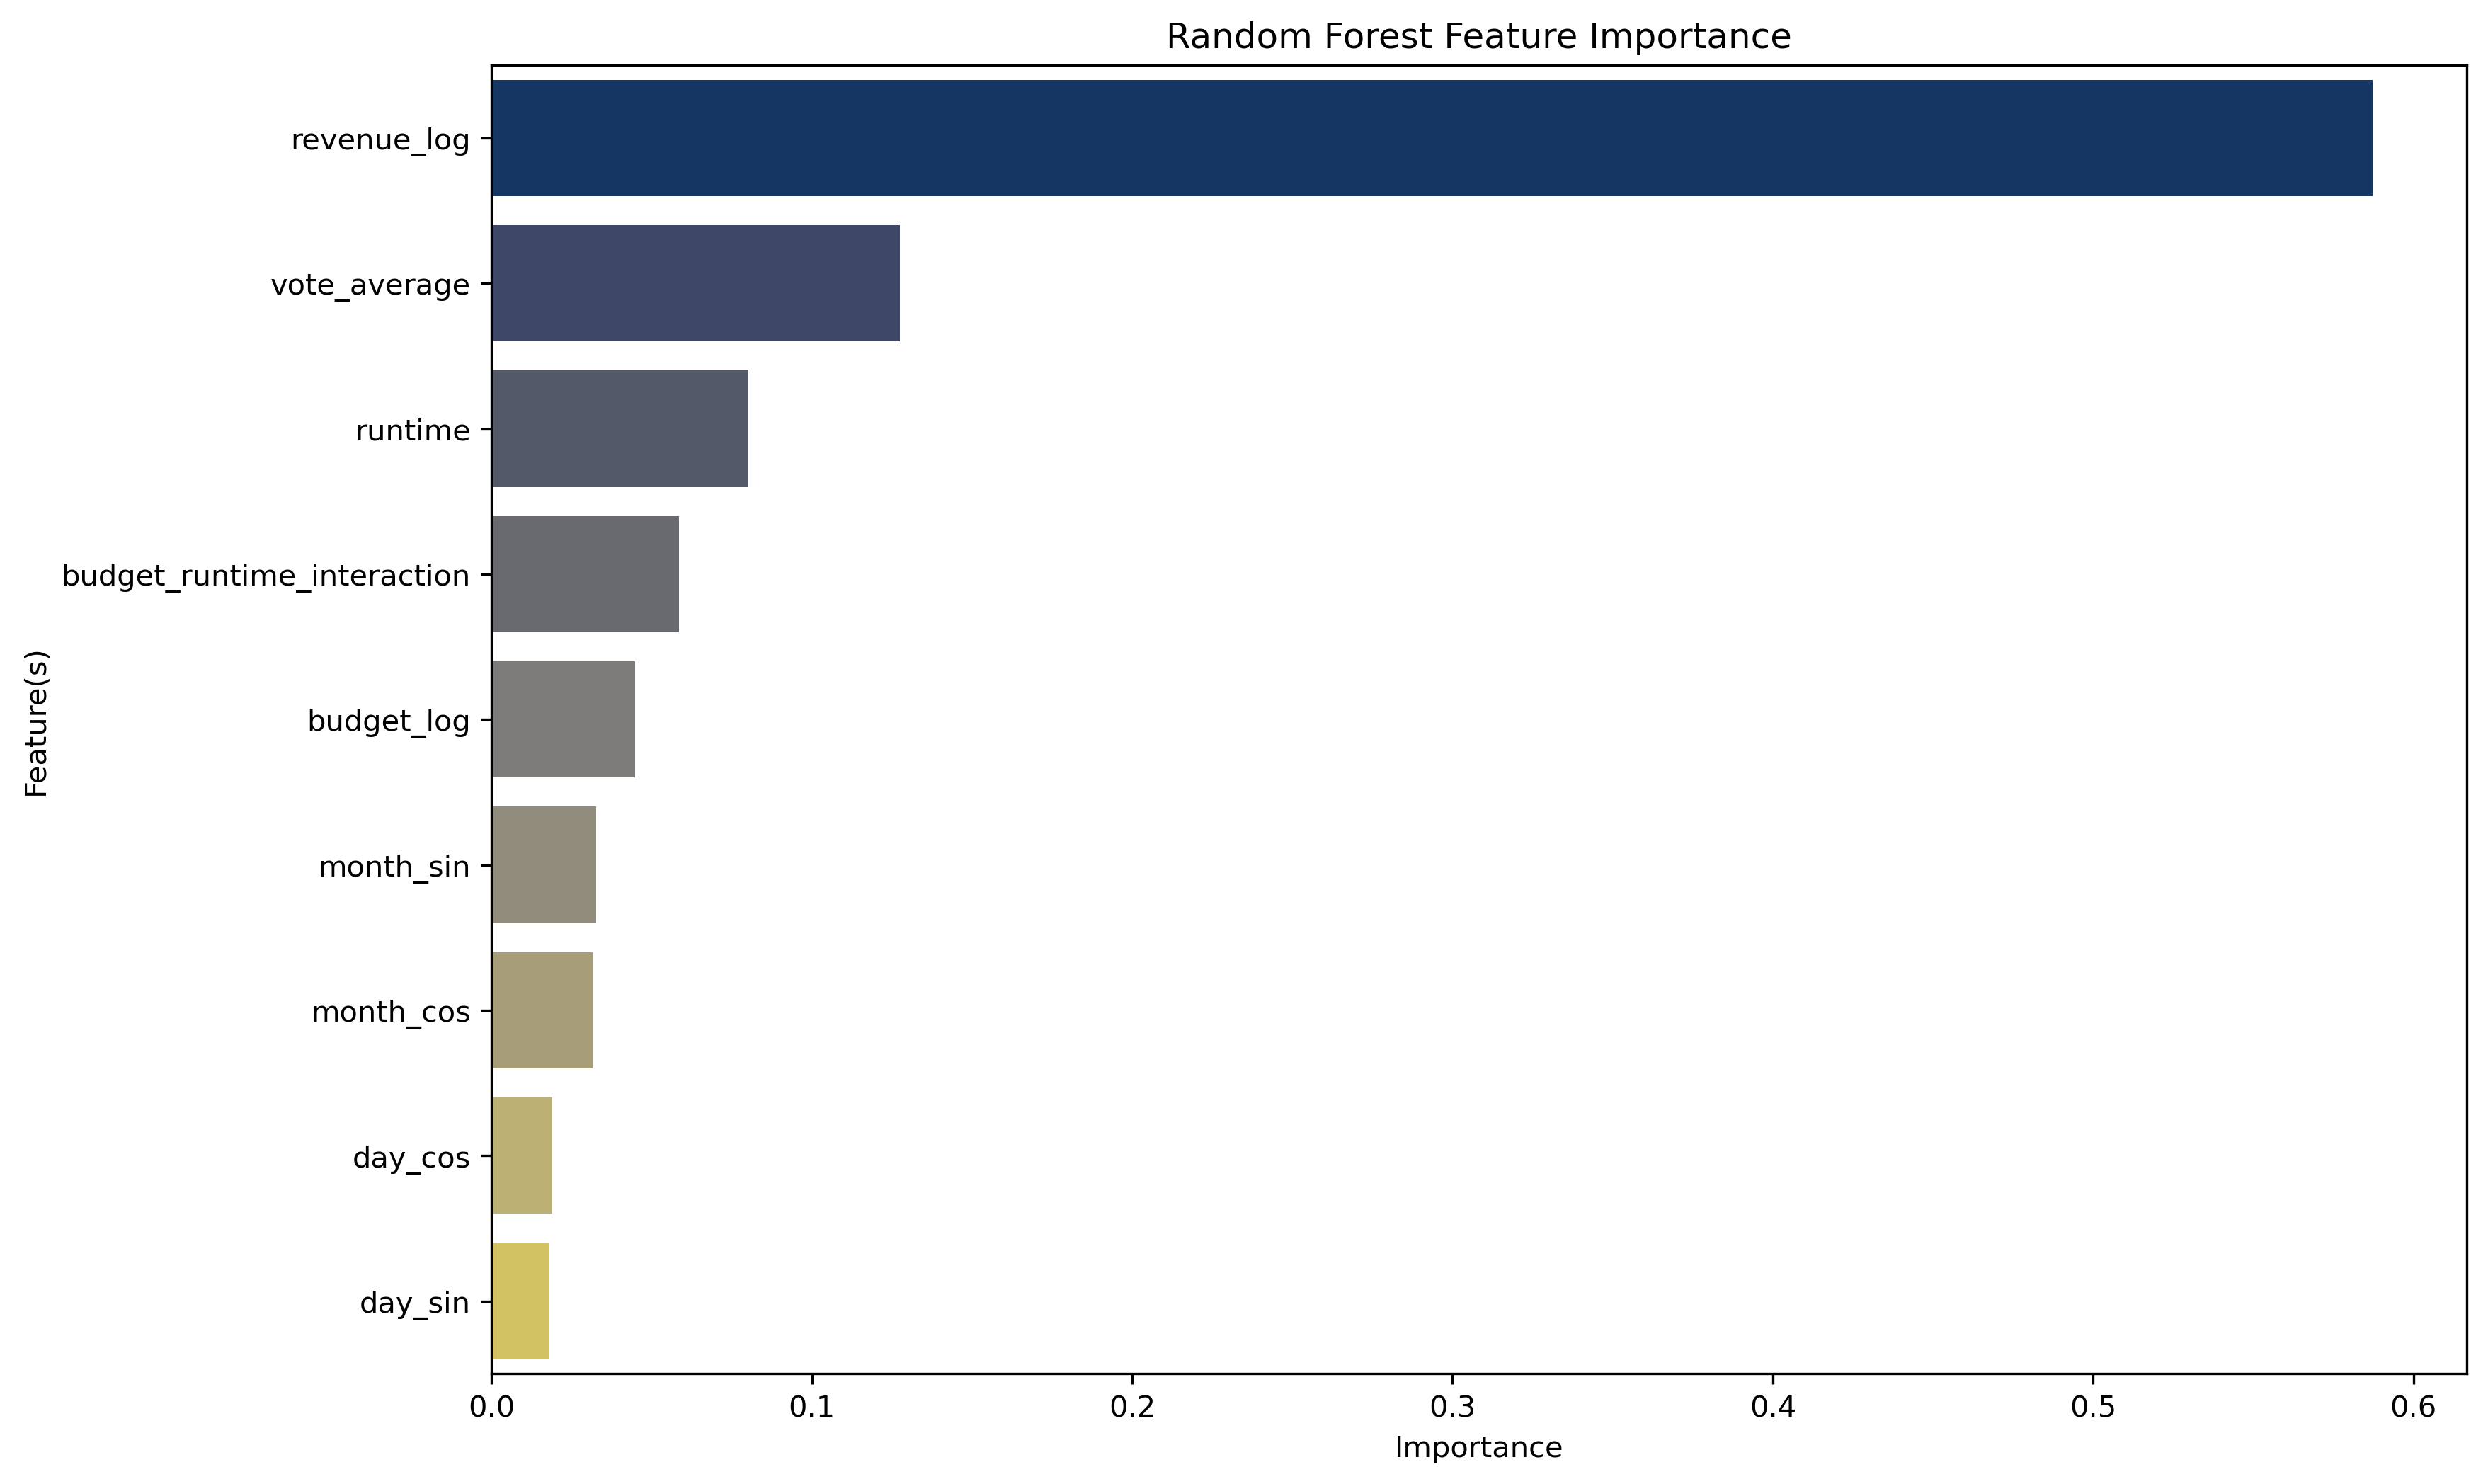 Random Forest Feature Importance
revenue_log
vote_average
runtime
budget_runtime_interaction
budget_log
month_sin
month_cos
day_cos
day_sin
Feature(s)
0.0 0.1 0.2 0.3 0.4 0.5 0.6
Importance